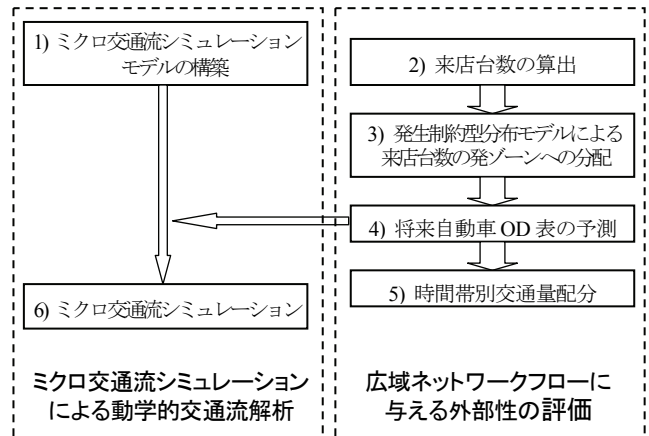 1) ミクロ交通流シミュレーション
モデルの構築
2) 来店台数の算出
3) 発生制約型分布モデルによる
来店台数の発ゾーンへの分配
4) 将来自動車 OD 表の予測
5) 時間帯別交通量配分
6) ミクロ交通流シミュレーション
ミクロ交通流シミュレーション
による動学的交通流解析
広域ネットワークフローに
与える外部性の評価